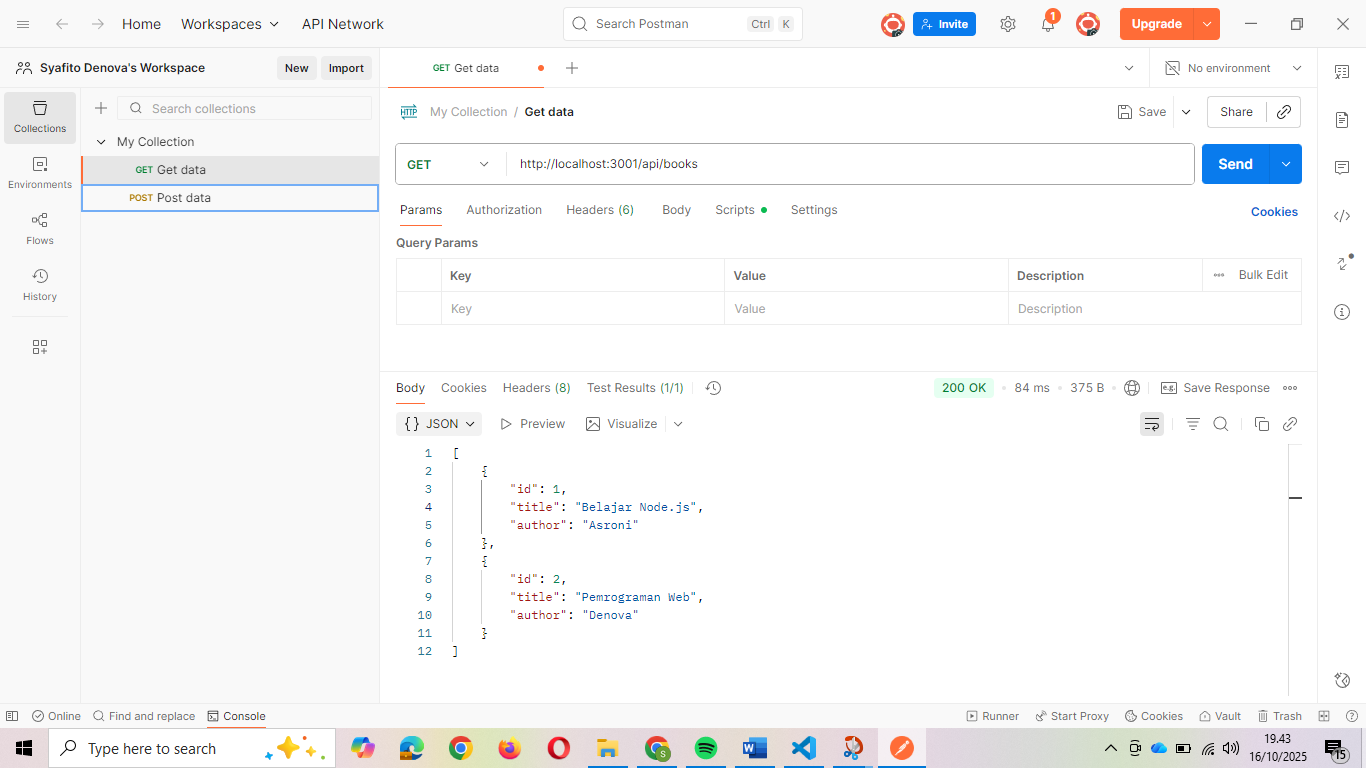 Home Workspaces API Network Search Postman Ctrl K Invite 1 Upgrade
Syafito Denova's Workspace New Import GET Get data No environment
Collections
Environments
Flows
History
Search collections
My Collection
GET Get data
POST Post data
HTTP My Collection / Get data Save Share
GET http://localhost:3001/api/books Send
Params Authorization Headers (6) Body Scripts Settings Cookies
Query Params
Key Value Description Bulk Edit
Key Value Description
Body Cookies Headers (8) Test Results (1/1) 200 OK 84 ms 375 B e.g. Save Response
{} JSON Preview Visualize
1 [
2 {
3 "id": 1,
4 "title": "Belajar Node.js",
5 "author": "Asroni"
6 },
7 {
8 "id": 2,
9 "title": "Pemrograman Web",
10 "author": "Denova"
11 }
12 ]
Online Find and replace Console Runner Start Proxy Cookies Vault Trash
Type here to search S W 19.43
16/10/2025 15